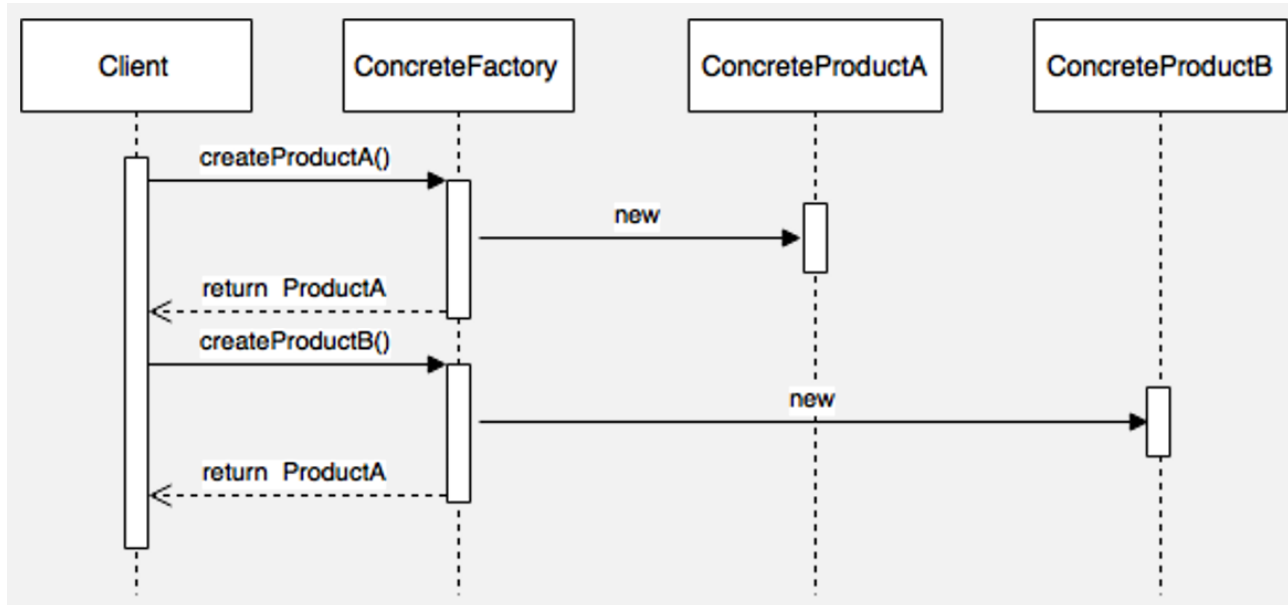 Client
ConcreteFactory
ConcreteProductA
ConcreteProductB
createProductA()
new
return ProductA
createProductB()
new
return ProductA